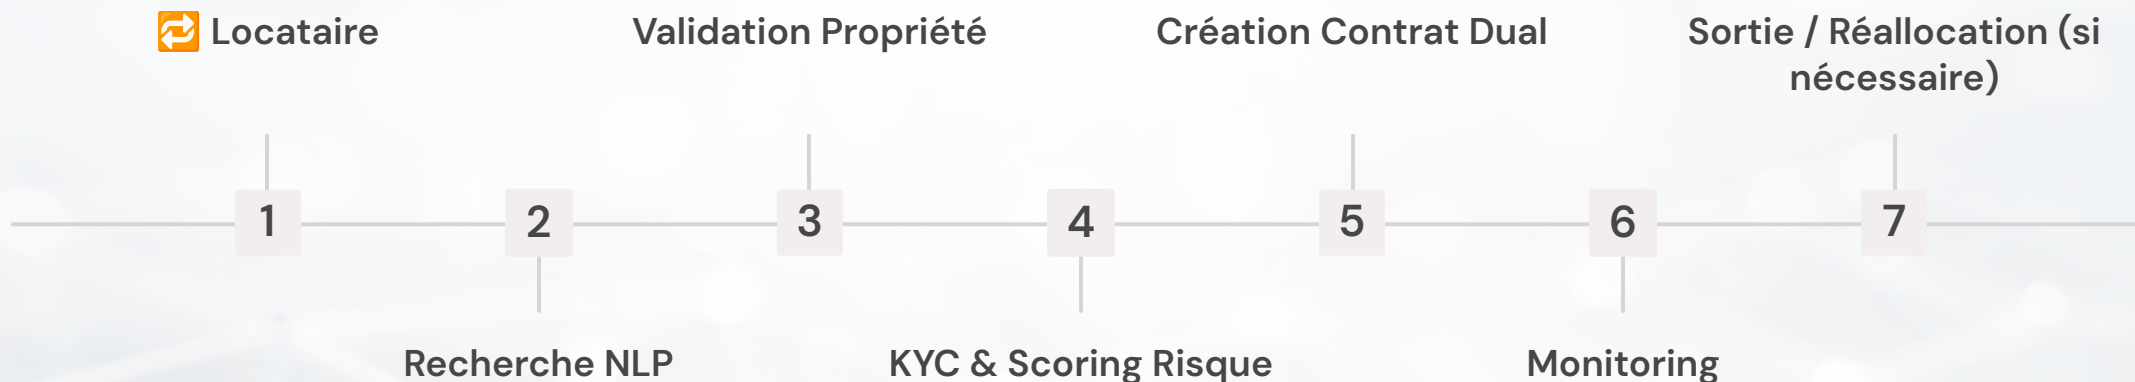 🔁 Locataire
Validation Propriété
Création Contrat Dual
Sortie / Réallocation (si
nécessaire)
1
2
3
4
5
6
7
Recherche NLP
KYC & Scoring Risque
Monitoring